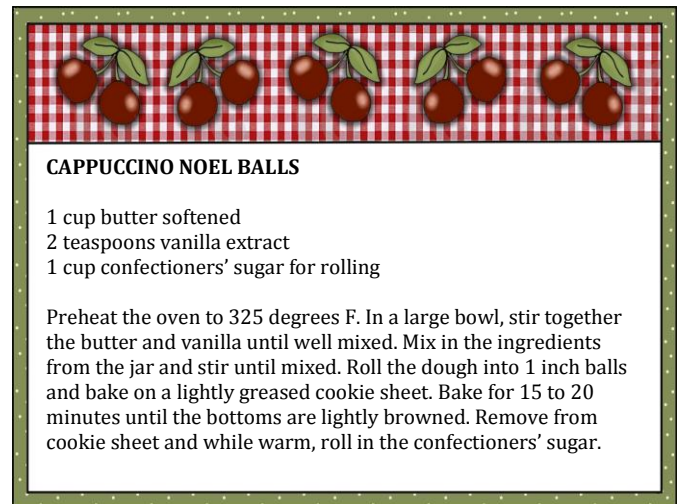 CAPPUCCINO NOEL BALLS
1 cup butter softened
2 teaspoons vanilla extract
1 cup confectioners’ sugar for rolling
Preheat the oven to 325 degrees F. In a large bowl, stir together
the butter and vanilla until well mixed. Mix in the ingredients
from the jar and stir until mixed. Roll the dough into 1 inch balls
and bake on a lightly greased cookie sheet. Bake for 15 to 20
minutes until the bottoms are lightly browned. Remove from
cookie sheet and while warm, roll in the confectioners’ sugar.